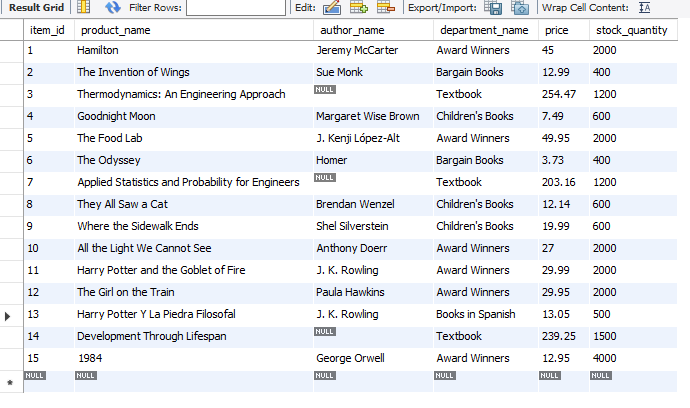 Result Grid Filter Rows: Edit: Export/Import: Wrap Cell Content: IA
item_id product_name author_name department_name price stock_quantity
1 Hamilton Jeremy McCarter Award Winners 45 2000
2 The Invention of Wings Sue Monk Bargain Books 12.99 400
3 Thermodynamics: An Engineering Approach NULL Textbook 254.47 1200
4 Goodnight Moon Margaret Wise Brown Children's Books 7.49 600
5 The Food Lab J. Kenji López-Alt Award Winners 49.95 2000
6 The Odyssey Homer Bargain Books 3.73 400
7 Applied Statistics and Probability for Engineers NULL Textbook 203.16 1200
8 They All Saw a Cat Brendan Wenzel Children's Books 12.14 600
9 Where the Sidewalk Ends Shel Silverstein Children's Books 19.99 600
10 All the Light We Cannot See Anthony Doerr Award Winners 27 2000
11 Harry Potter and the Goblet of Fire J. K. Rowling Award Winners 29.99 2000
12 The Girl on the Train Paula Hawkins Award Winners 29.95 2000
13 Harry Potter Y La Piedra Filosofal J. K. Rowling Books in Spanish 13.05 500
14 Development Through Lifespan NULL Textbook 239.25 1500
15 1984 George Orwell Award Winners 12.95 4000
* NULL NULL NULL NULL NULL NULL